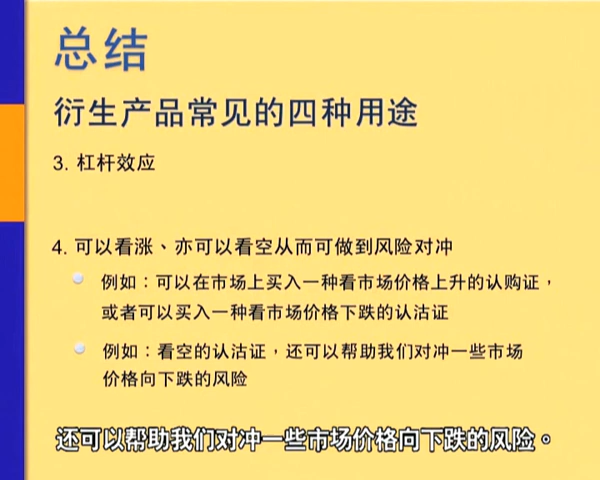 总结
衍生产品常见的四种用途
3. 杠杆效应
4. 可以看涨、亦可以看空从而可做到风险对冲
例如：可以在市场上买入一种看市场价格上升的认购证，
或者可以买入一种看市场价格下跌的认沽证
例如：看空的认沽证，还可以帮助我们对冲一些市场
价格向下跌的风险
还可以帮助我们对冲一些市场价格向下跌的风险。